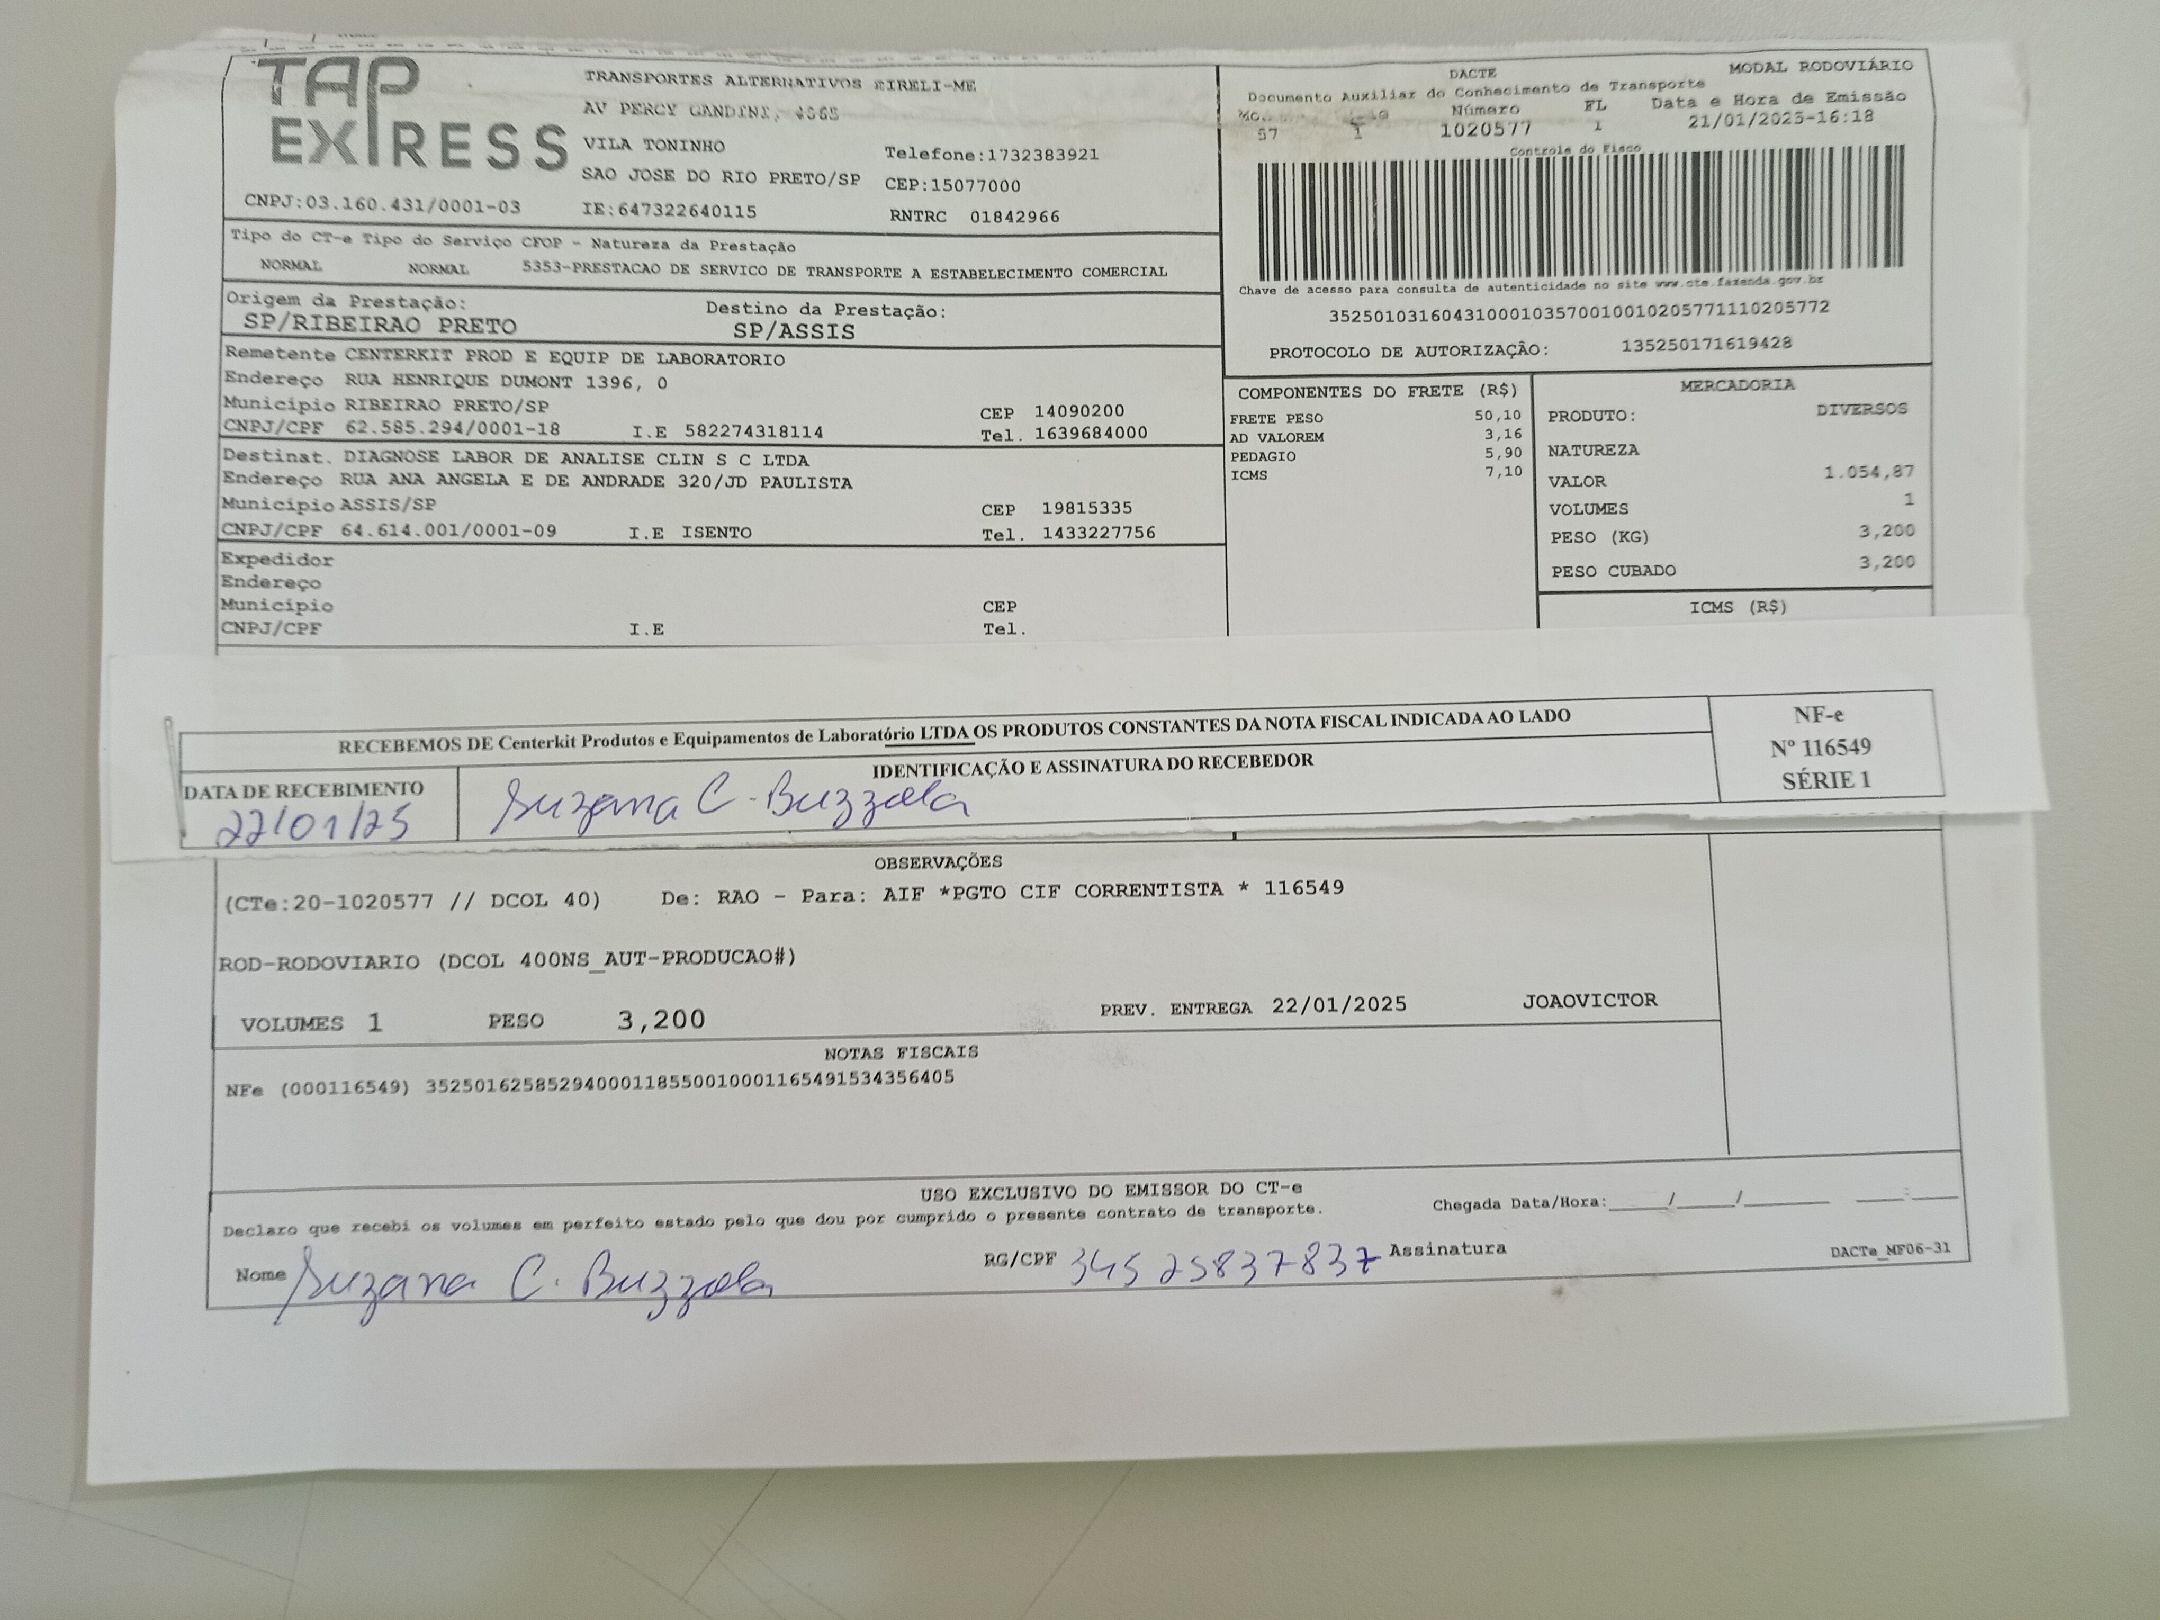 TAP EXPRESS
TRANSPORTES ALTERNATIVOS EIRELI-ME
AV PERCY GANDINI, 4065
VILA TONINHO
Telefone:1732383921
SAO JOSE DO RIO PRETO/SP CEP:15077000
CNPJ:03.160.431/0001-03 IE:647322640115 RNTRC 01842966
DACTE MODAL RODOVIÁRIO
Documento Auxiliar do Conhecimento de Transporte
Número FL Data e Hora de Emissão
57 1 1020577 1 21/01/2025-16:18
Controle do Fisco
Chave de acesso para consulta de autenticidade no site www.cte.fazenda.gov.br
35250103160431000103570010010205771110205772
PROTOCOLO DE AUTORIZAÇÃO: 135250171619428
Tipo do CT-e Tipo do Serviço CFOP - Natureza da Prestação
NORMAL NORMAL 5353-PRESTACAO DE SERVICO DE TRANSPORTE A ESTABELECIMENTO COMERCIAL
Origem da Prestação: Destino da Prestação:
SP/RIBEIRAO PRETO SP/ASSIS
Remetente CENTERKIT PROD E EQUIP DE LABORATORIO
Endereço RUA HENRIQUE DUMONT 1396, 0
Município RIBEIRAO PRETO/SP CEP 14090200
CNPJ/CPF 62.585.294/0001-18 I.E 582274318114 Tel. 1639684000
Destinat. DIAGNOSE LABOR DE ANALISE CLIN S C LTDA
Endereço RUA ANA ANGELA E DE ANDRADE 320/JD PAULISTA
Município ASSIS/SP CEP 19815335
CNPJ/CPF 64.614.001/0001-09 I.E ISENTO Tel. 1433227756
Expedidor
Endereço
Município CEP
CNPJ/CPF I.E Tel.
COMPONENTES DO FRETE (R$)
FRETE PESO 50,10
AD VALOREM 3,16
PEDAGIO 5,90
ICMS 7,10
MERCADORIA
PRODUTO: DIVERSOS
NATUREZA
VALOR 1.054,87
VOLUMES 1
PESO (KG) 3,200
PESO CUBADO 3,200
ICMS (R$)
RECEBEMOS DE Centerkit Produtos e Equipamentos de Laboratório LTDA OS PRODUTOS CONSTANTES DA NOTA FISCAL INDICADA AO LADO
NF-e
Nº 116549
SÉRIE 1
DATA DE RECEBIMENTO IDENTIFICAÇÃO E ASSINATURA DO RECEBEDOR
22/01/25 Suzana C. Buzzola
OBSERVAÇÕES
(CTe:20-1020577 // DCOL 40) De: RAO - Para: AIF *PGTO CIF CORRENTISTA * 116549
ROD-RODOVIARIO (DCOL 400NS_AUT-PRODUCAO#)
VOLUMES 1 PESO 3,200 PREV. ENTREGA 22/01/2025 JOAOVICTOR
NOTAS FISCAIS
NFe (000116549) 35250162585294000118550010001165491534356405
USO EXCLUSIVO DO EMISSOR DO CT-e
Declaro que recebi os volumes em perfeito estado pelo que dou por cumprido o presente contrato de transporte. Chegada Data/Hora:____/____/______ ___:___
Nome Suzana C. Buzzola RG/CPF 34525837837 Assinatura DACTe_MF06-31